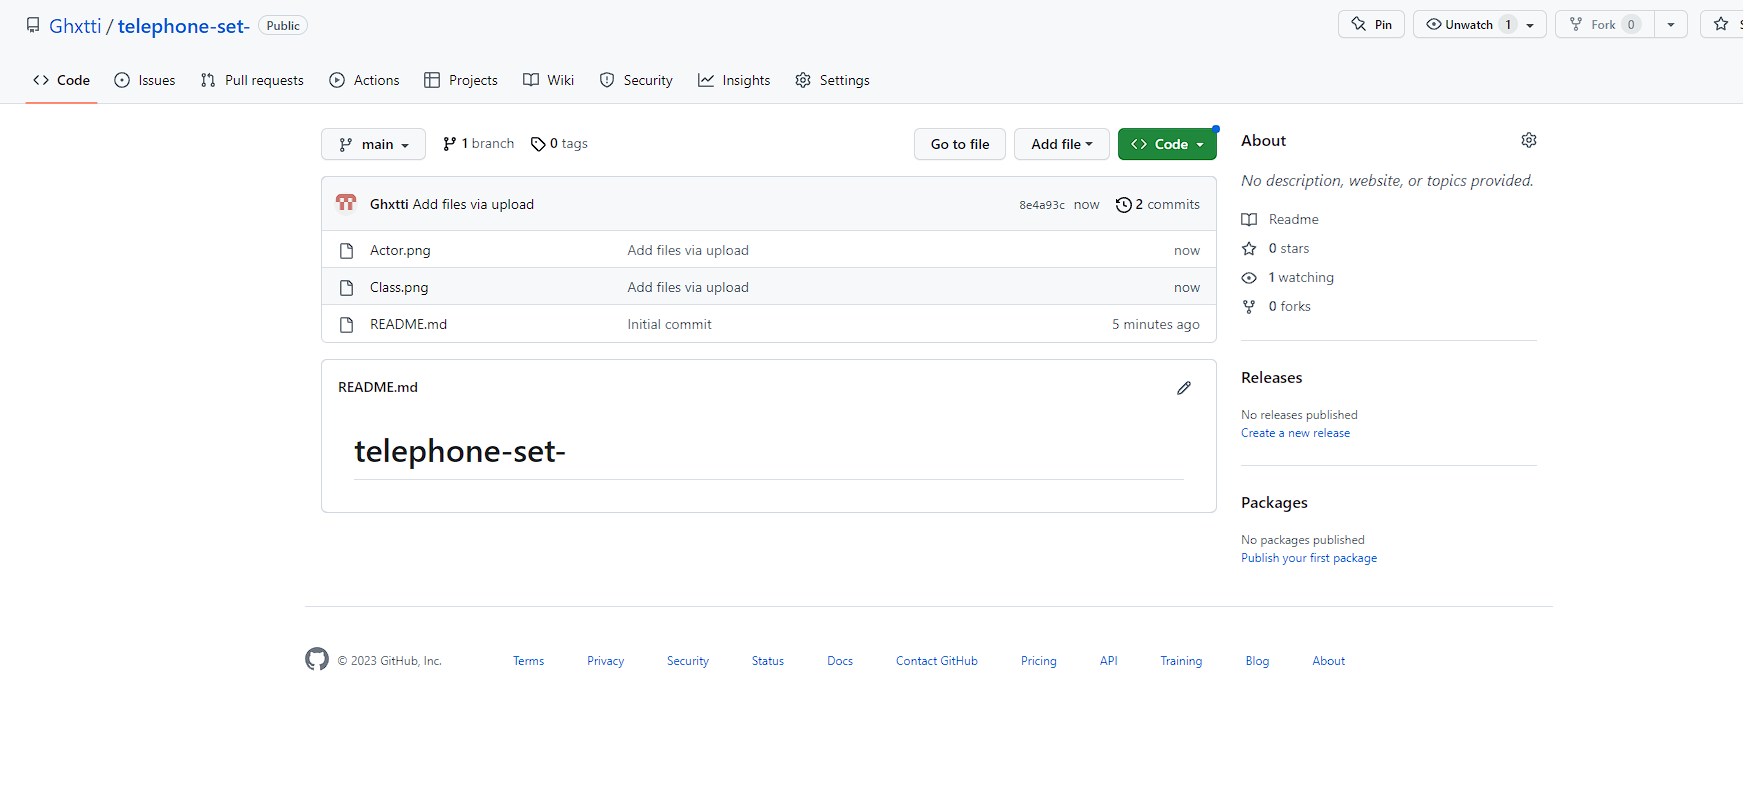 Ghxtti / telephone-set- Public
Pin Unwatch 1 Fork 0
Code Issues Pull requests Actions Projects Wiki Security Insights Settings
main 1 branch 0 tags Go to file Add file Code
Ghxtti Add files via upload 8e4a93c now 2 commits
Actor.png Add files via upload now
Class.png Add files via upload now
README.md Initial commit 5 minutes ago
README.md
telephone-set-
About
No description, website, or topics provided.
Readme
0 stars
1 watching
0 forks
Releases
No releases published
Create a new release
Packages
No packages published
Publish your first package
© 2023 GitHub, Inc. Terms Privacy Security Status Docs Contact GitHub Pricing API Training Blog About